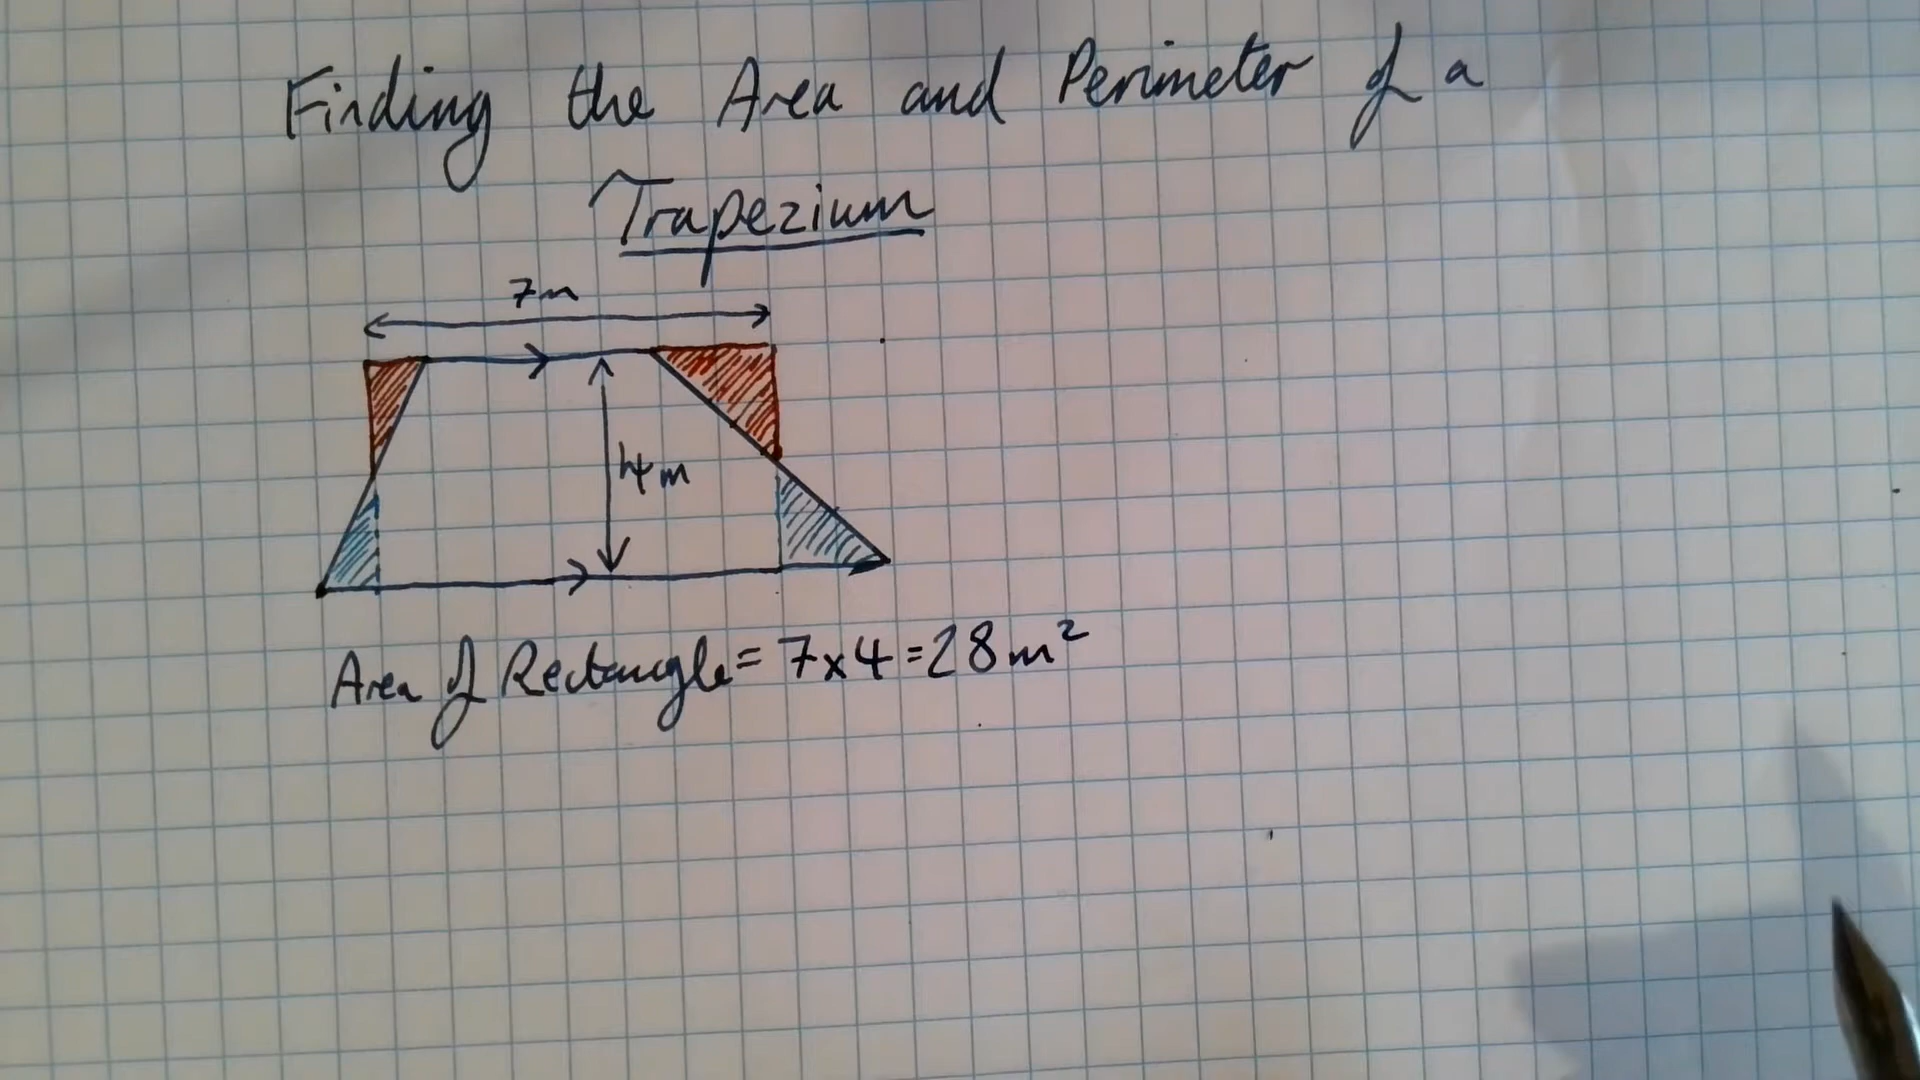 Finding the Area and Perimeter of a
Trapezium
7m
4m
Area of Rectangle = 7x4 = 28m²